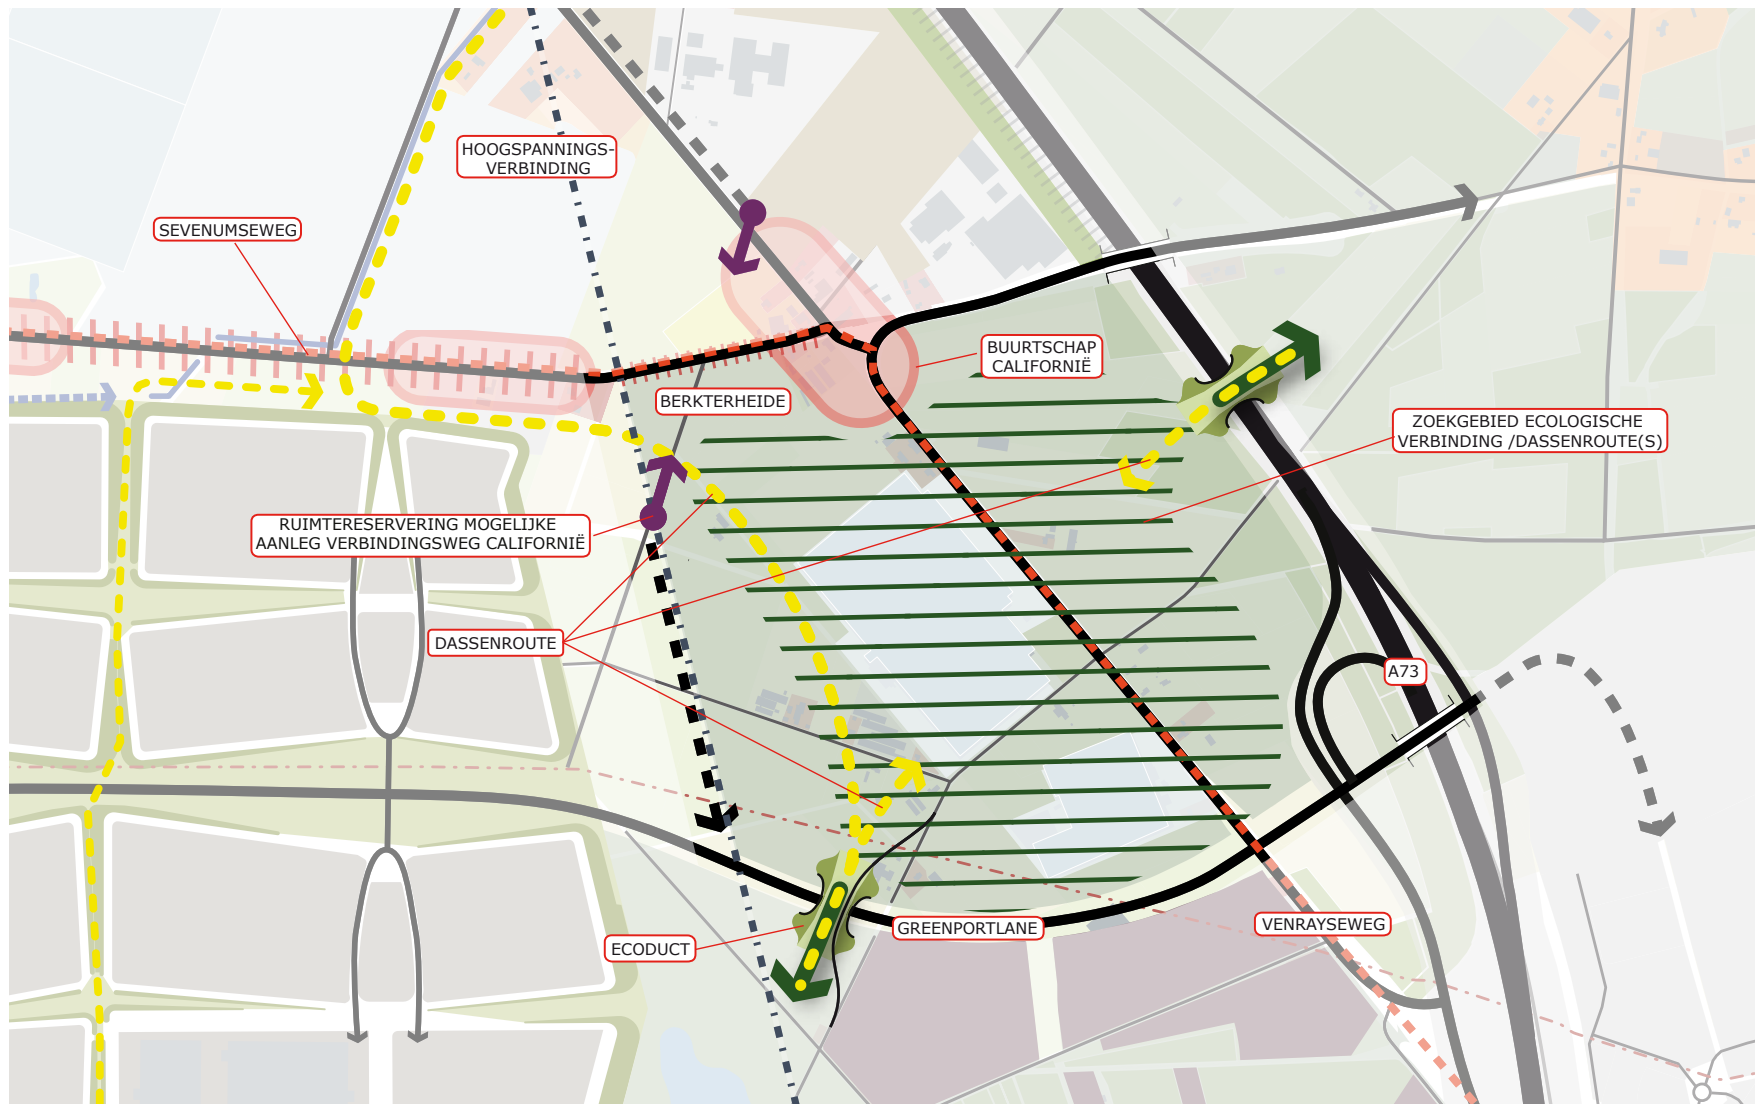 HOOGSPANNINGS-
VERBINDING
SEVENUMSEWEG
BUURTSCHAP
CALIFORNIË
BERKTERHEIDE
ZOEKGEBIED ECOLOGISCHE
VERBINDING /DASSENROUTE(S)
RUIMTERESERVERING MOGELIJKE
AANLEG VERBINDINGSWEG CALIFORNIË
DASSENROUTE
A73
GREENPORTLANE
VENRAYSEWEG
ECODUCT